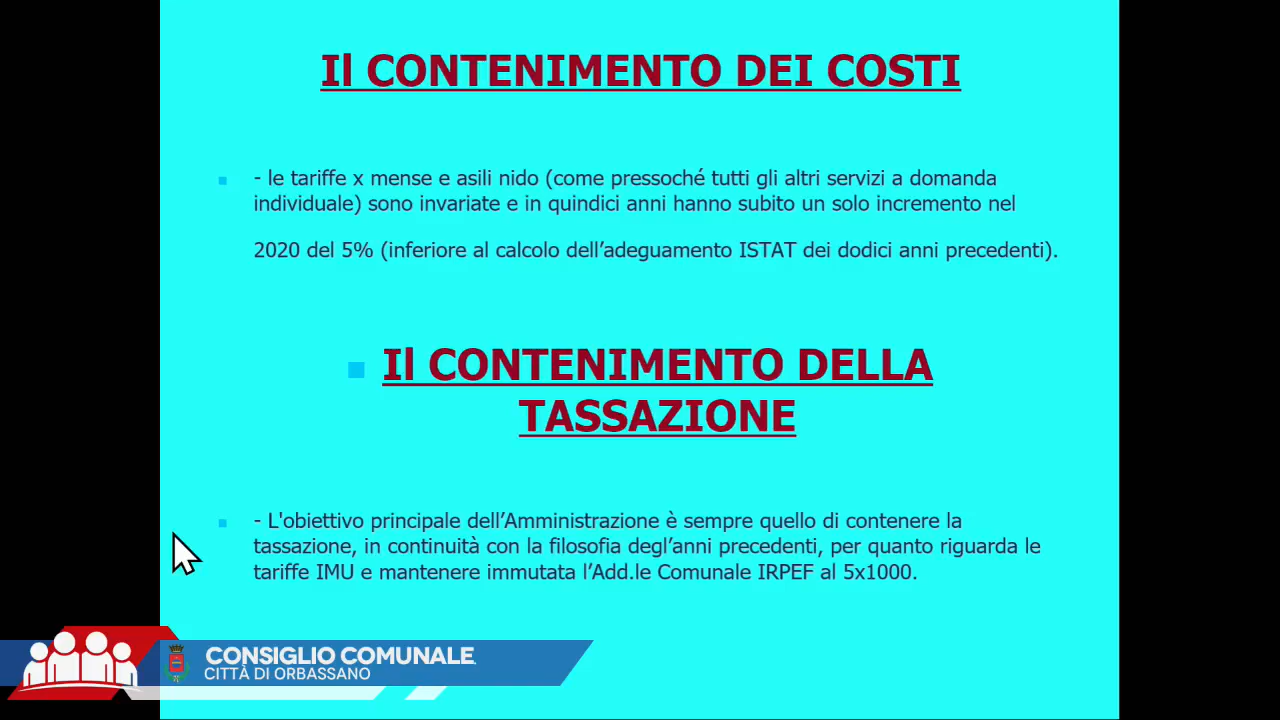 Il CONTENIMENTO DEI COSTI
- le tariffe x mense e asili nido (come pressoché tutti gli altri servizi a domanda
individuale) sono invariate e in quindici anni hanno subito un solo incremento nel
2020 del 5% (inferiore al calcolo dell’adeguamento ISTAT dei dodici anni precedenti).
Il CONTENIMENTO DELLA
TASSAZIONE
- L'obiettivo principale dell’Amministrazione è sempre quello di contenere la
tassazione, in continuità con la filosofia degl’anni precedenti, per quanto riguarda le
tariffe IMU e mantenere immutata l’Add.le Comunale IRPEF al 5x1000.
CONSIGLIO COMUNALE
CITTÀ DI ORBASSANO